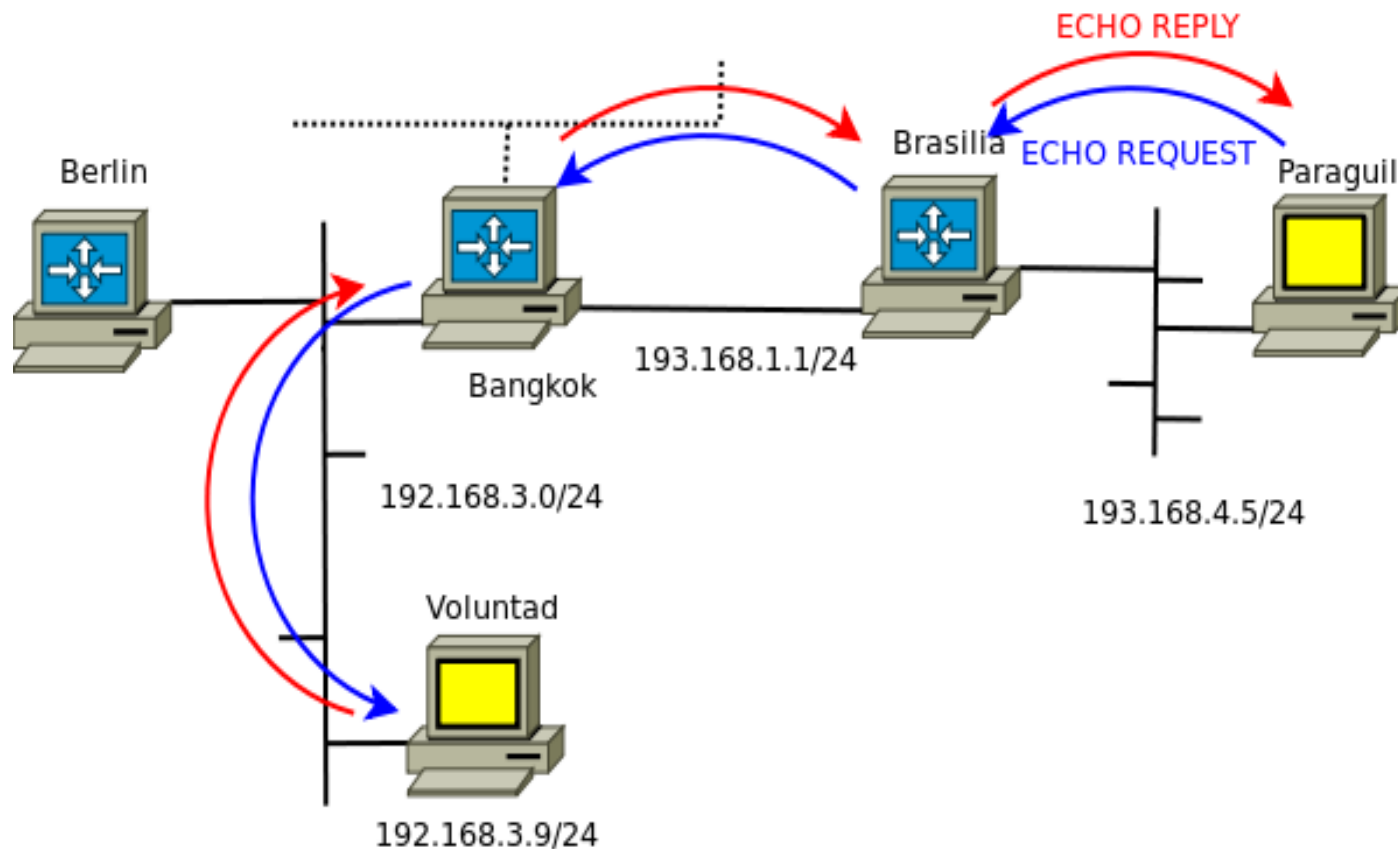 ECHO REPLY
Brasilia
ECHO REQUEST
Berlin
Paraguil
193.168.1.1/24
Bangkok
192.168.3.0/24
193.168.4.5/24
Voluntad
192.168.3.9/24